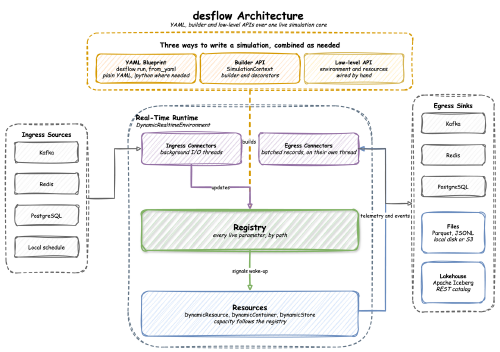 desflow Architecture
YAML, builder and low-level APIs over one live simulation core
Three ways to write a simulation, combined as needed
YAML Blueprint
desflow run, from_yaml
plain YAML, !python where needed
Builder API
SimulationContext
builder and decorators
Low-level API
environment and resources
wired by hand
Ingress Sources
Kafka
Redis
PostgreSQL
Local schedule
Real-Time Runtime
DynamicRealtimeEnvironment
Ingress Connectors
background I/O threads
builds
Egress Connectors
batched records, on their own thread
updates
Registry
every live parameter, by path
signals wake-up
Resources
DynamicResource, DynamicContainer, DynamicStore
capacity follows the registry
telemetry and events
Egress Sinks
Kafka
Redis
PostgreSQL
Files
Parquet, JSONL
local disk or S3
Lakehouse
Apache Iceberg
REST catalog